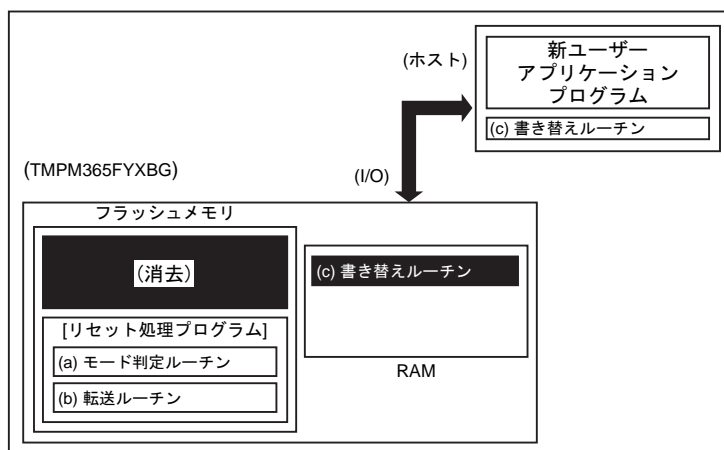 (ホスト)
新ユーザー
アプリケーション
プログラム
(c) 書き替えルーチン
(TMPM365FYXBG)
(I/O)
フラッシュメモリ
(消去)
[リセット処理プログラム]
(a) モード判定ルーチン
(b) 転送ルーチン
(c) 書き替えルーチン
RAM